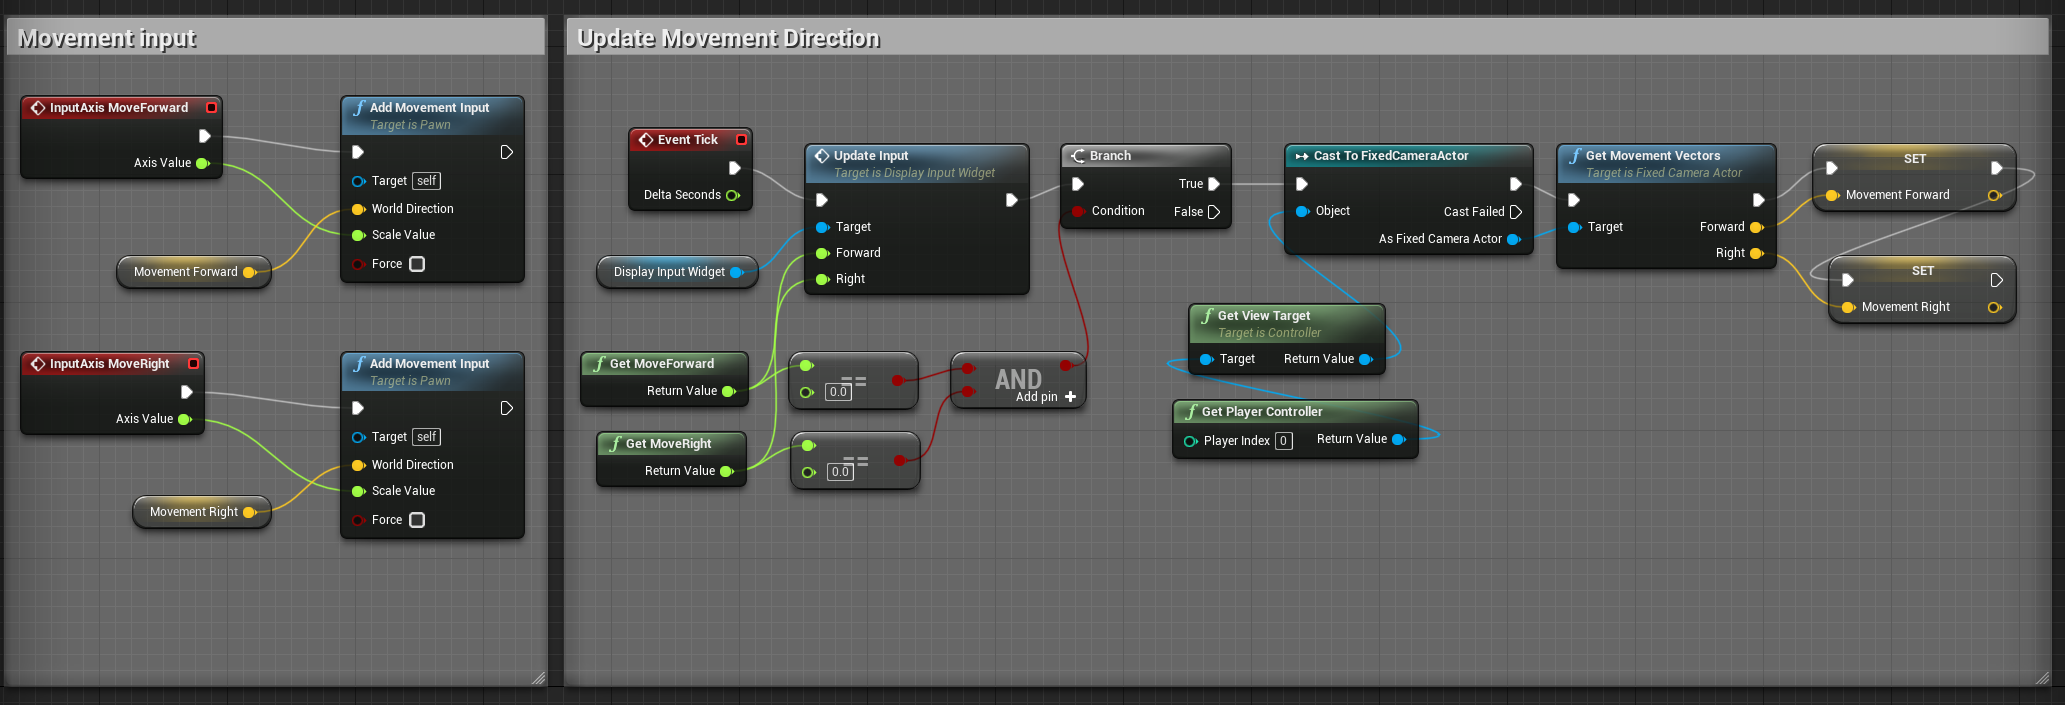 Movement input
InputAxis MoveForward
Axis Value
Movement Forward
f Add Movement Input
Target is Pawn
Target self
World Direction
Scale Value
Force
InputAxis MoveRight
Axis Value
Movement Right
f Add Movement Input
Target is Pawn
Target self
World Direction
Scale Value
Force
Update Movement Direction
Event Tick
Delta Seconds
Display Input Widget
Update Input
Target is Display Input Widget
Target
Forward
Right
f Get MoveForward
Return Value
f Get MoveRight
Return Value
==
0.0
==
0.0
AND
Add pin +
Branch
True
Condition False
Cast To FixedCameraActor
Object
Cast Failed
As Fixed Camera Actor
f Get View Target
Target is Controller
Target Return Value
f Get Player Controller
Player Index 0 Return Value
f Get Movement Vectors
Target is Fixed Camera Actor
Target Forward
Right
SET
Movement Forward
SET
Movement Right